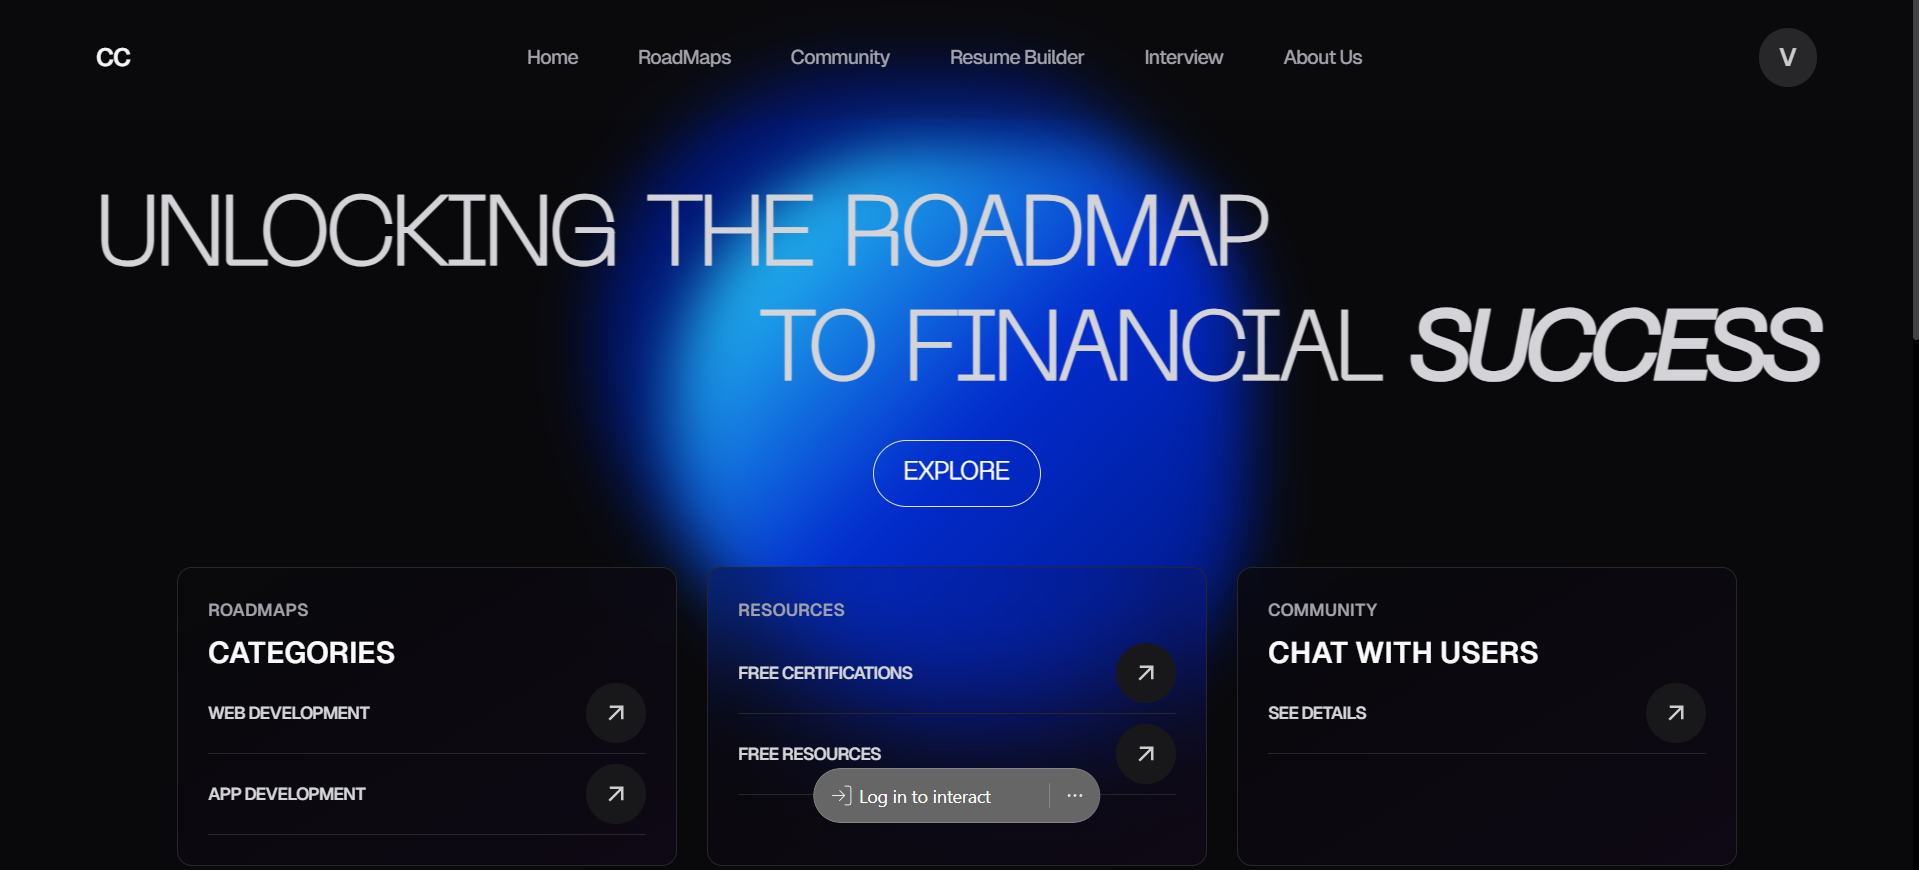 CC
Home RoadMaps Community Resume Builder Interview About Us
V
UNLOCKING THE ROADMAP
TO FINANCIAL SUCCESS
EXPLORE
ROADMAPS
CATEGORIES
WEB DEVELOPMENT
APP DEVELOPMENT
RESOURCES
FREE CERTIFICATIONS
FREE RESOURCES
COMMUNITY
CHAT WITH USERS
SEE DETAILS
Log in to interact